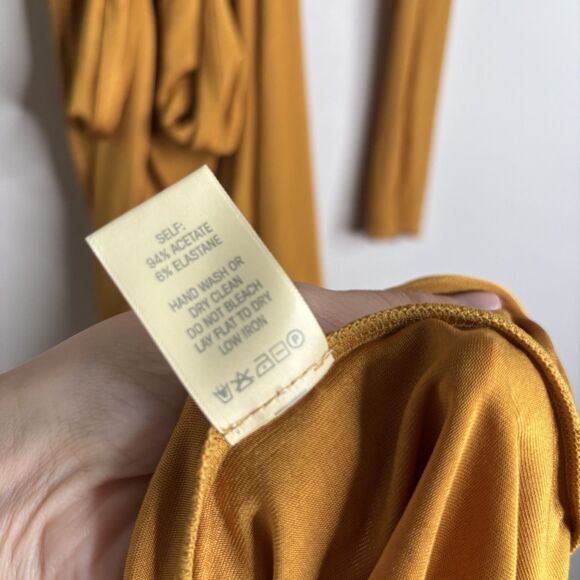 SELF:
94% ACETATE
6% ELASTANE
HAND WASH OR
DRY CLEAN
DO NOT BLEACH
LAY FLAT TO DRY
LOW IRON
P